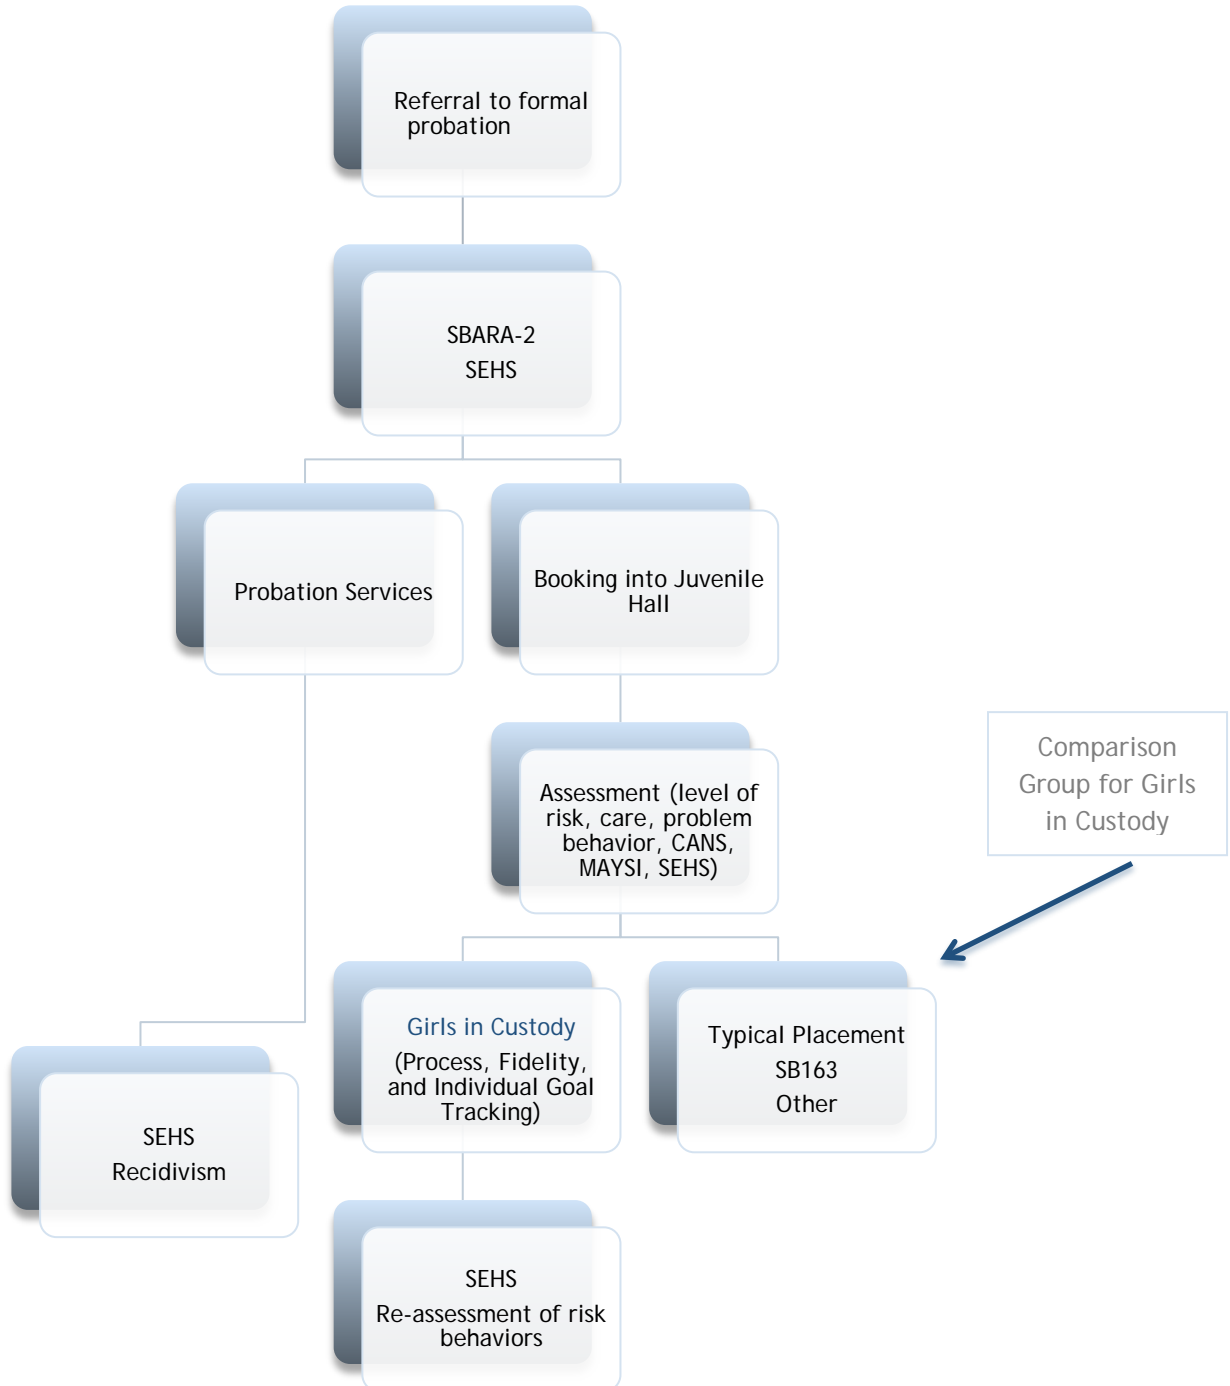 Referral to formal
probation
SBARA-2
SEHS
Probation Services
Booking into Juvenile
Hall
Assessment (level of
risk, care, problem
behavior, CANS,
MAYSI, SEHS)
Comparison
Group for Girls
in Custody
Girls in Custody
(Process, Fidelity,
and Individual Goal
Tracking)
Typical Placement
SB163
Other
SEHS
Recidivism
SEHS
Re-assessment of risk
behaviors